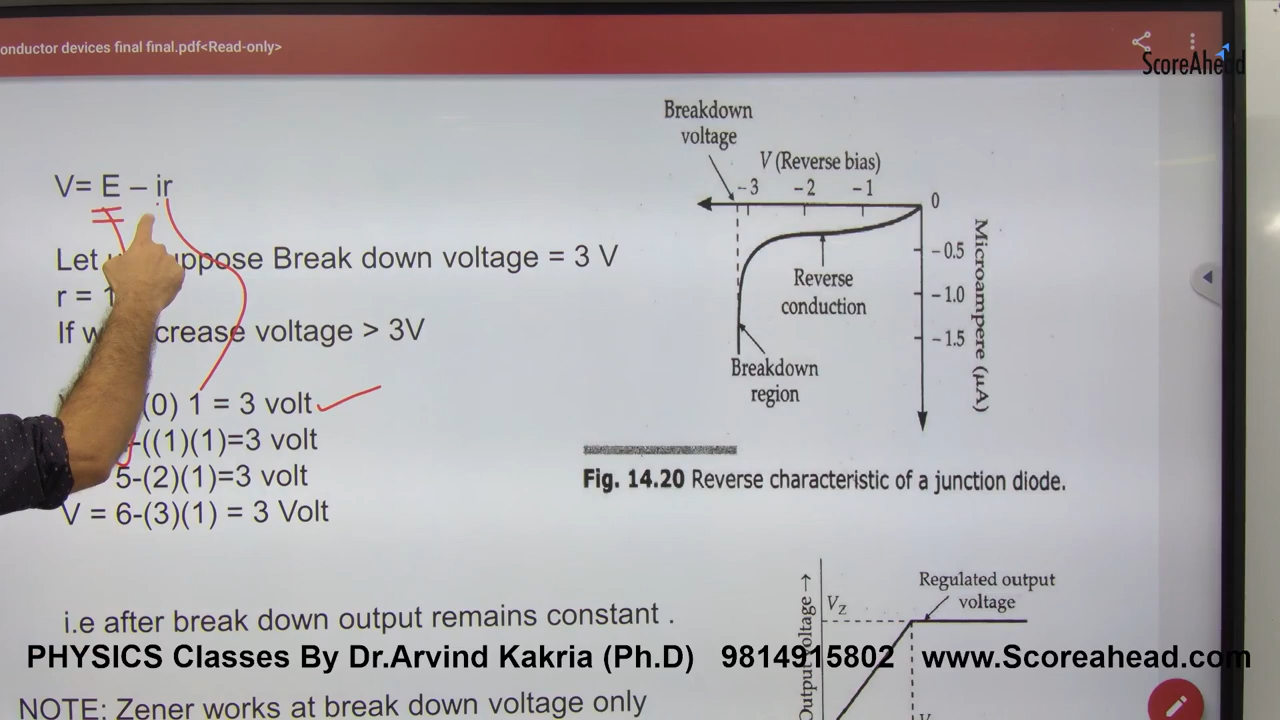 onductor devices final final.pdf<Read-only>
ScoreAhead
V= E – ir
Let uppose Break down voltage = 3 V
r = 1
If w crease voltage > 3V
(0) 1 = 3 volt
-((1)(1)=3 volt
5-(2)(1)=3 volt
V = 6-(3)(1) = 3 Volt
i.e after break down output remains constant .
NOTE: Zener works at break down voltage only
Breakdown
voltage
V (Reverse bias)
−3 −2 −1 0
−0.5
−1.0
−1.5
Microampere (μA)
Reverse
conduction
Breakdown
region
Fig. 14.20 Reverse characteristic of a junction diode.
Output voltage →
VZ
Regulated output
voltage
V
PHYSICS Classes By Dr.Arvind Kakria (Ph.D) 9814915802 www.Scoreahead.com